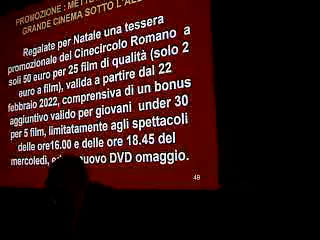 PROMOZIONE : METTI
GRANDE CINEMA SOTTO L'AL
Regalate per Natale una tessera
promozionale del Cinecircolo Romano a
soli 50 euro per 25 film di qualità (solo 2
euro a film), valida a partire dal 22
febbraio 2022, comprensiva di un bonus
aggiuntivo valido per giovani under 30
per 5 film, limitatamente agli spettacoli
delle ore16.00 e delle ore 18.45 del
mercoledì, nuovo DVD omaggio.
49